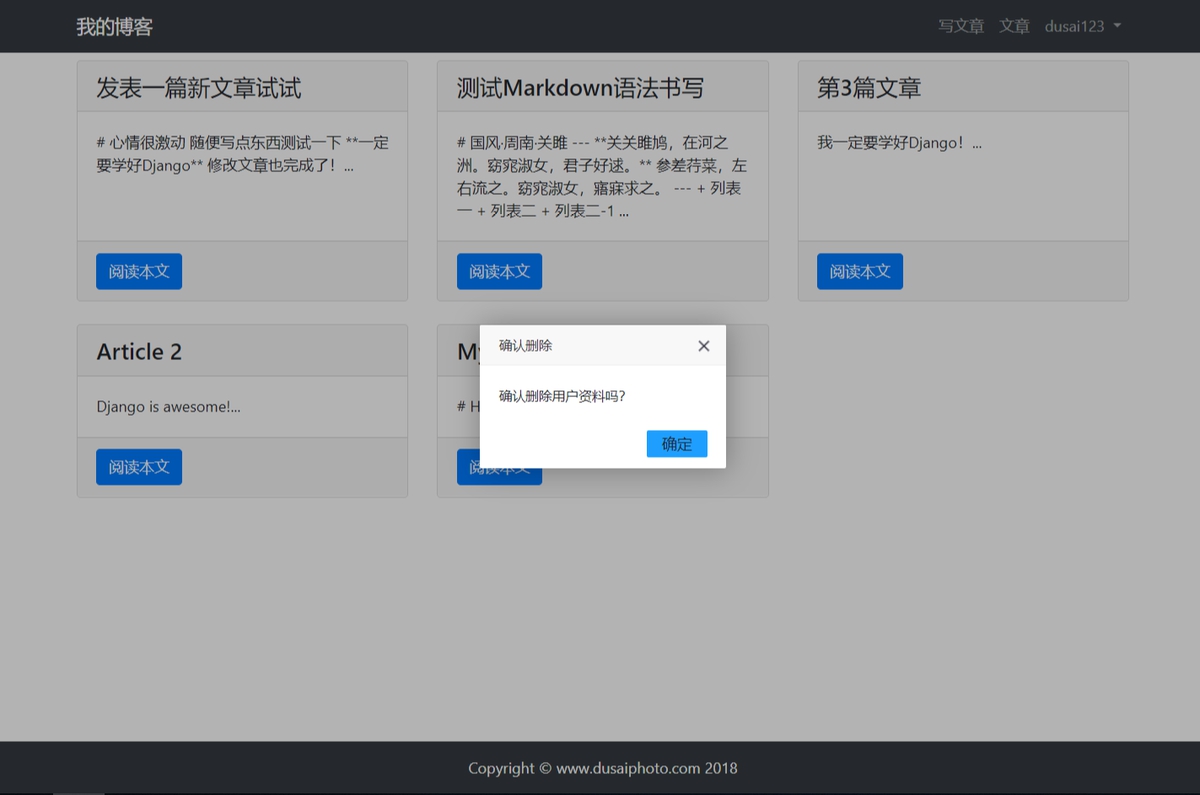 我的博客
写文章 文章 dusai123
发表一篇新文章试试
# 心情很激动 随便写点东西测试一下 **一定
要学好Django** 修改文章也完成了！...
阅读本文
测试Markdown语法书写
# 国风·周南·关雎 --- **关关雎鸠，在河之
洲。窈窕淑女，君子好逑。** 参差荇菜，左
右流之。窈窕淑女，寤寐求之。 --- + 列表
一 + 列表二 + 列表二-1 ...
阅读本文
第3篇文章
我一定要学好Django！...
阅读本文
Article 2
Django is awesome!...
阅读本文
阅读本文
确认删除
确认删除用户资料吗?
确定
Copyright © www.dusaiphoto.com 2018